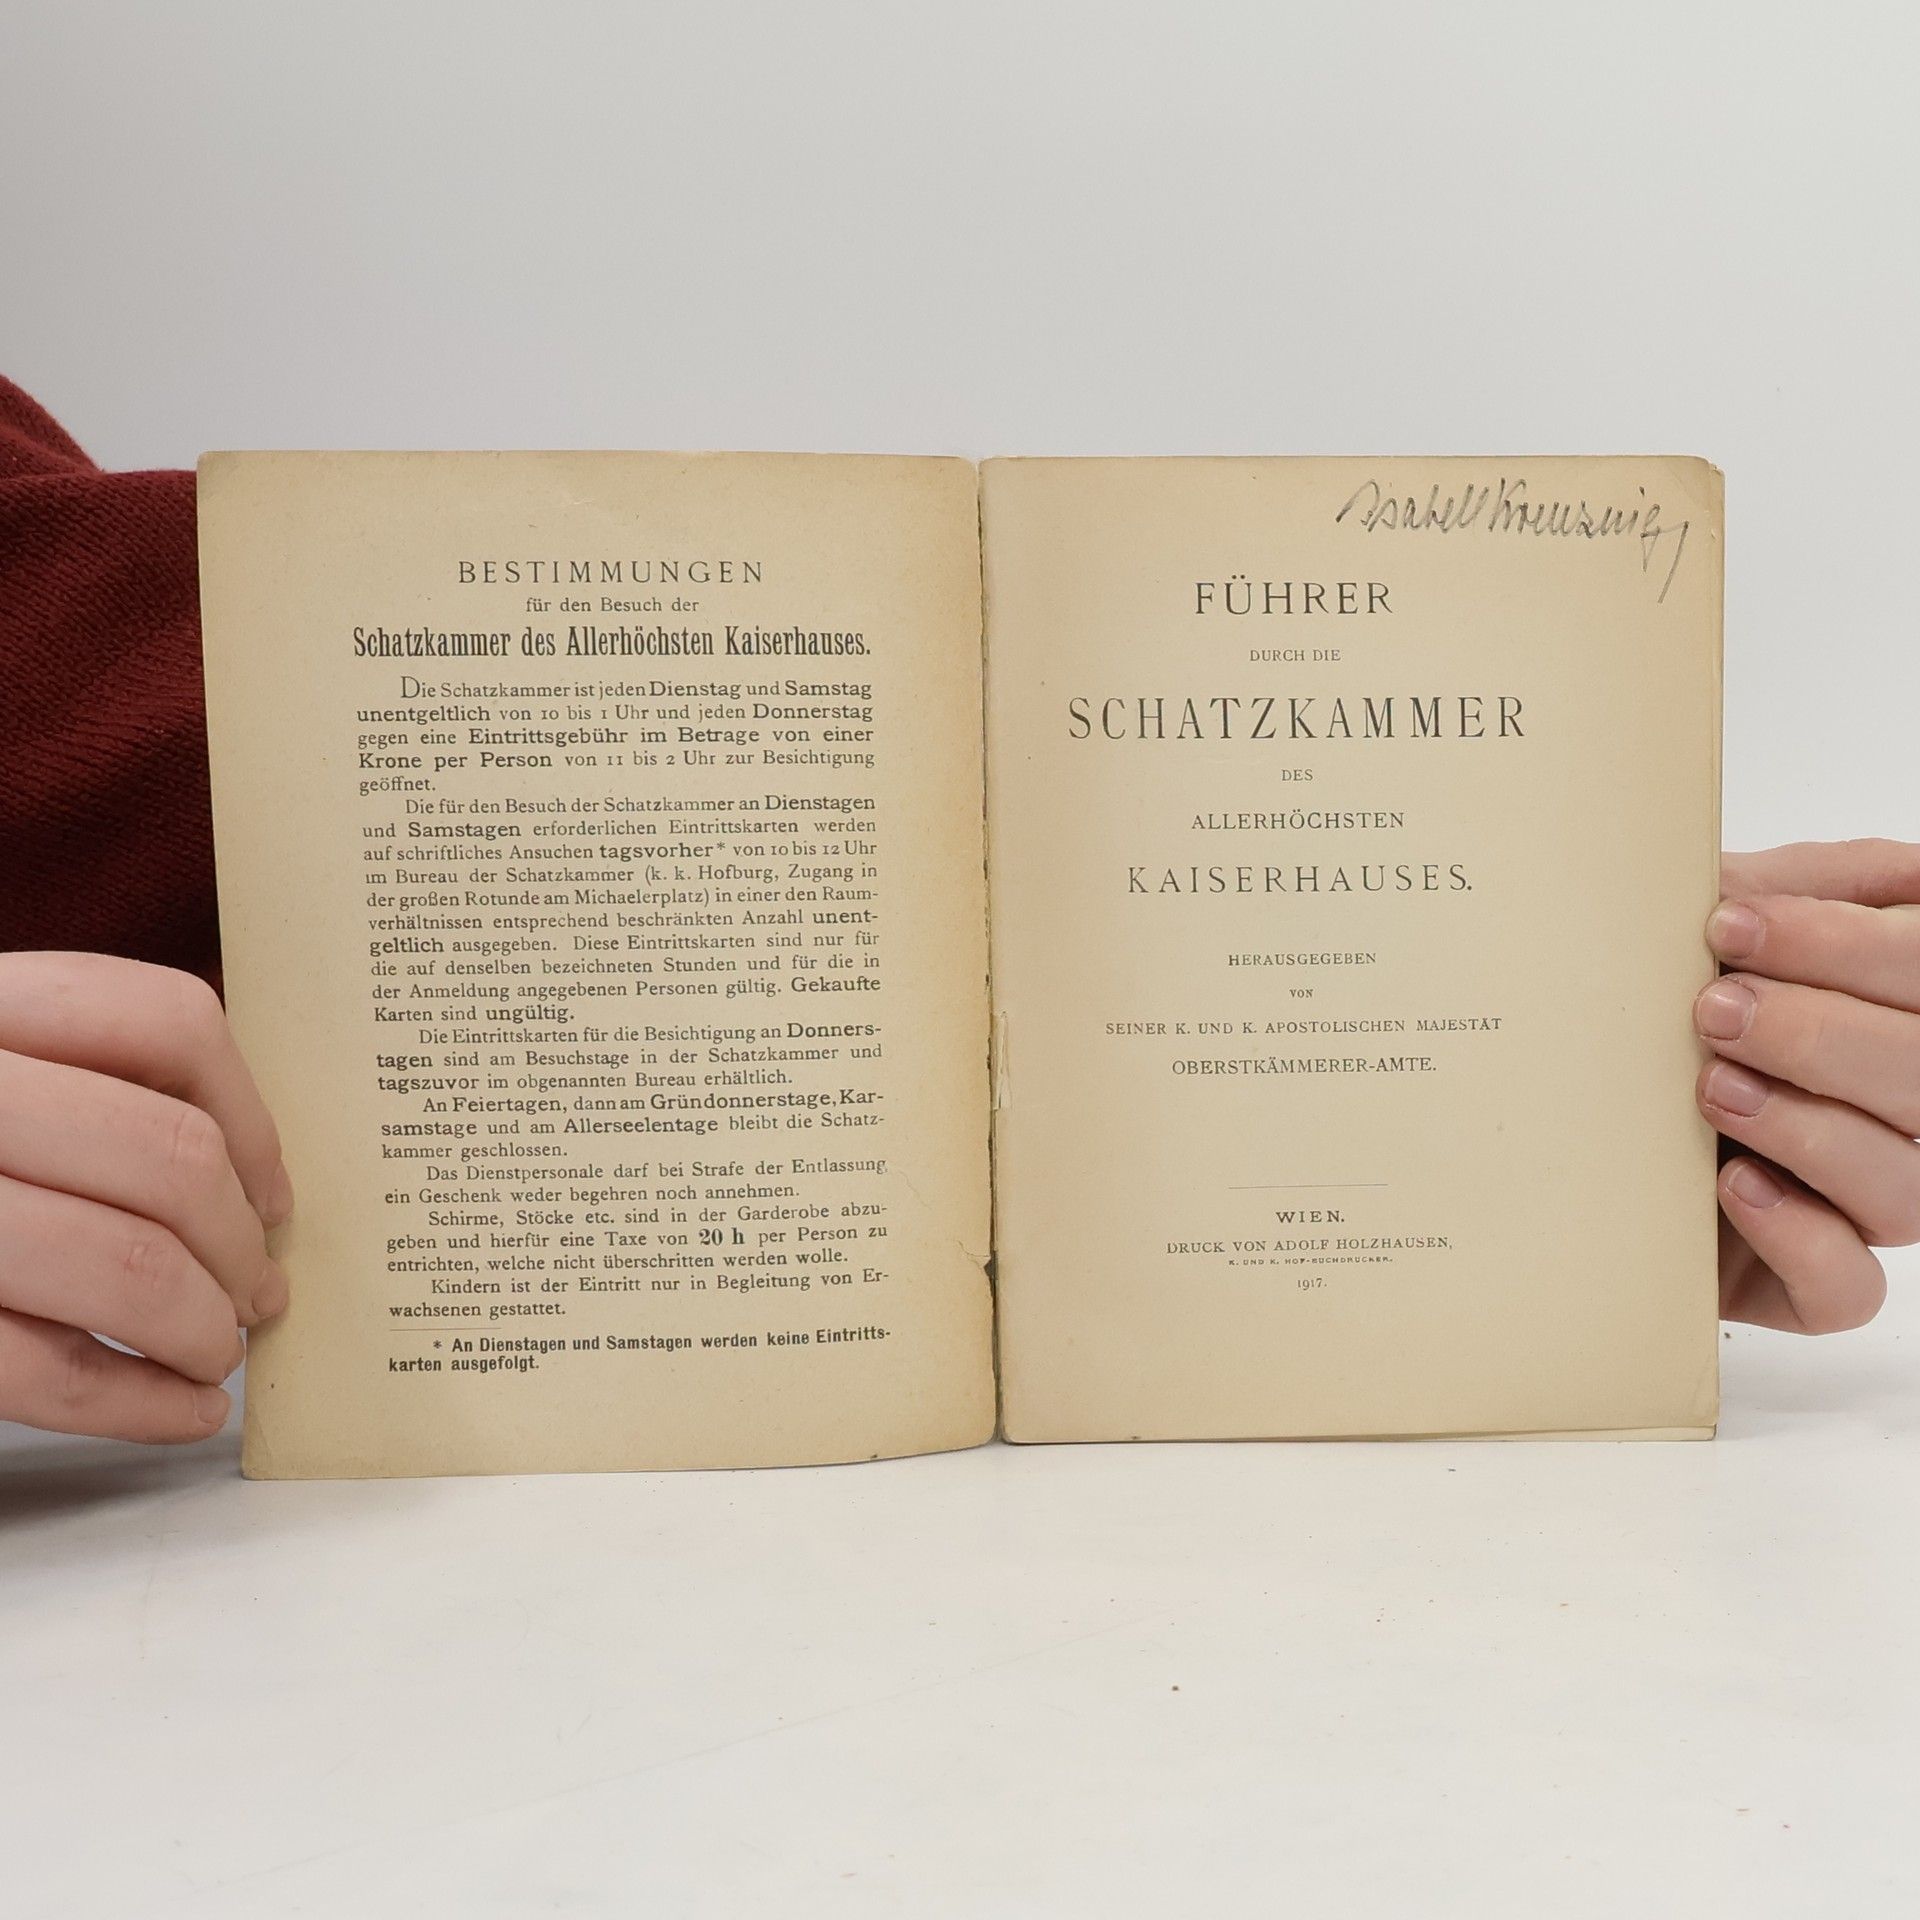 BESTIMMUNGEN
für den Besuch der
Schatzkammer des Allerhöchsten Kaiserhauses.
Die Schatzkammer ist jeden Dienstag und Samstag
unentgeltlich von 10 bis 1 Uhr und jeden Donnerstag
gegen eine Eintrittsgebühr im Betrage von einer
Krone per Person von 11 bis 2 Uhr zur Besichtigung
geöffnet.
Die für den Besuch der Schatzkammer an Dienstagen
und Samstagen erforderlichen Eintrittskarten werden
auf schriftliches Ansuchen tagsvorher* von 10 bis 12 Uhr
im Bureau der Schatzkammer (k. k. Hofburg, Zugang in
der großen Rotunde am Michaelerplatz) in einer den Raum-
verhältnissen entsprechend beschränkten Anzahl unent-
geltlich ausgegeben. Diese Eintrittskarten sind nur für
die auf denselben bezeichneten Stunden und für die in
der Anmeldung angegebenen Personen gültig. Gekaufte
Karten sind ungültig.
Die Eintrittskarten für die Besichtigung an Donners-
tagen sind am Besuchstage in der Schatzkammer und
tagszuvor im obgenannten Bureau erhältlich.
An Feiertagen, dann am Gründonnerstage, Kar-
samstage und am Allerseelentage bleibt die Schatz-
kammer geschlossen.
Das Dienstpersonale darf bei Strafe der Entlassung
ein Geschenk weder begehren noch annehmen.
Schirme, Stöcke etc. sind in der Garderobe abzu-
geben und hierfür eine Taxe von 20 h per Person zu
entrichten, welche nicht überschritten werden wolle.
Kindern ist der Eintritt nur in Begleitung von Er-
wachsenen gestattet.
* An Dienstagen und Samstagen werden keine Eintritts-
karten ausgefolgt.
Isabell
FÜHRER
DURCH DIE
SCHATZKAMMER
DES
ALLERHÖCHSTEN
KAISERHAUSES.
HERAUSGEGEBEN
VON
SEINER K. UND K. APOSTOLISCHEN MAJESTÄT
OBERSTKÄMMERER-AMTE.
WIEN.
DRUCK VON ADOLF HOLZHAUSEN,
K. UND K. HOF-BUCHDRUCKER.
1917.